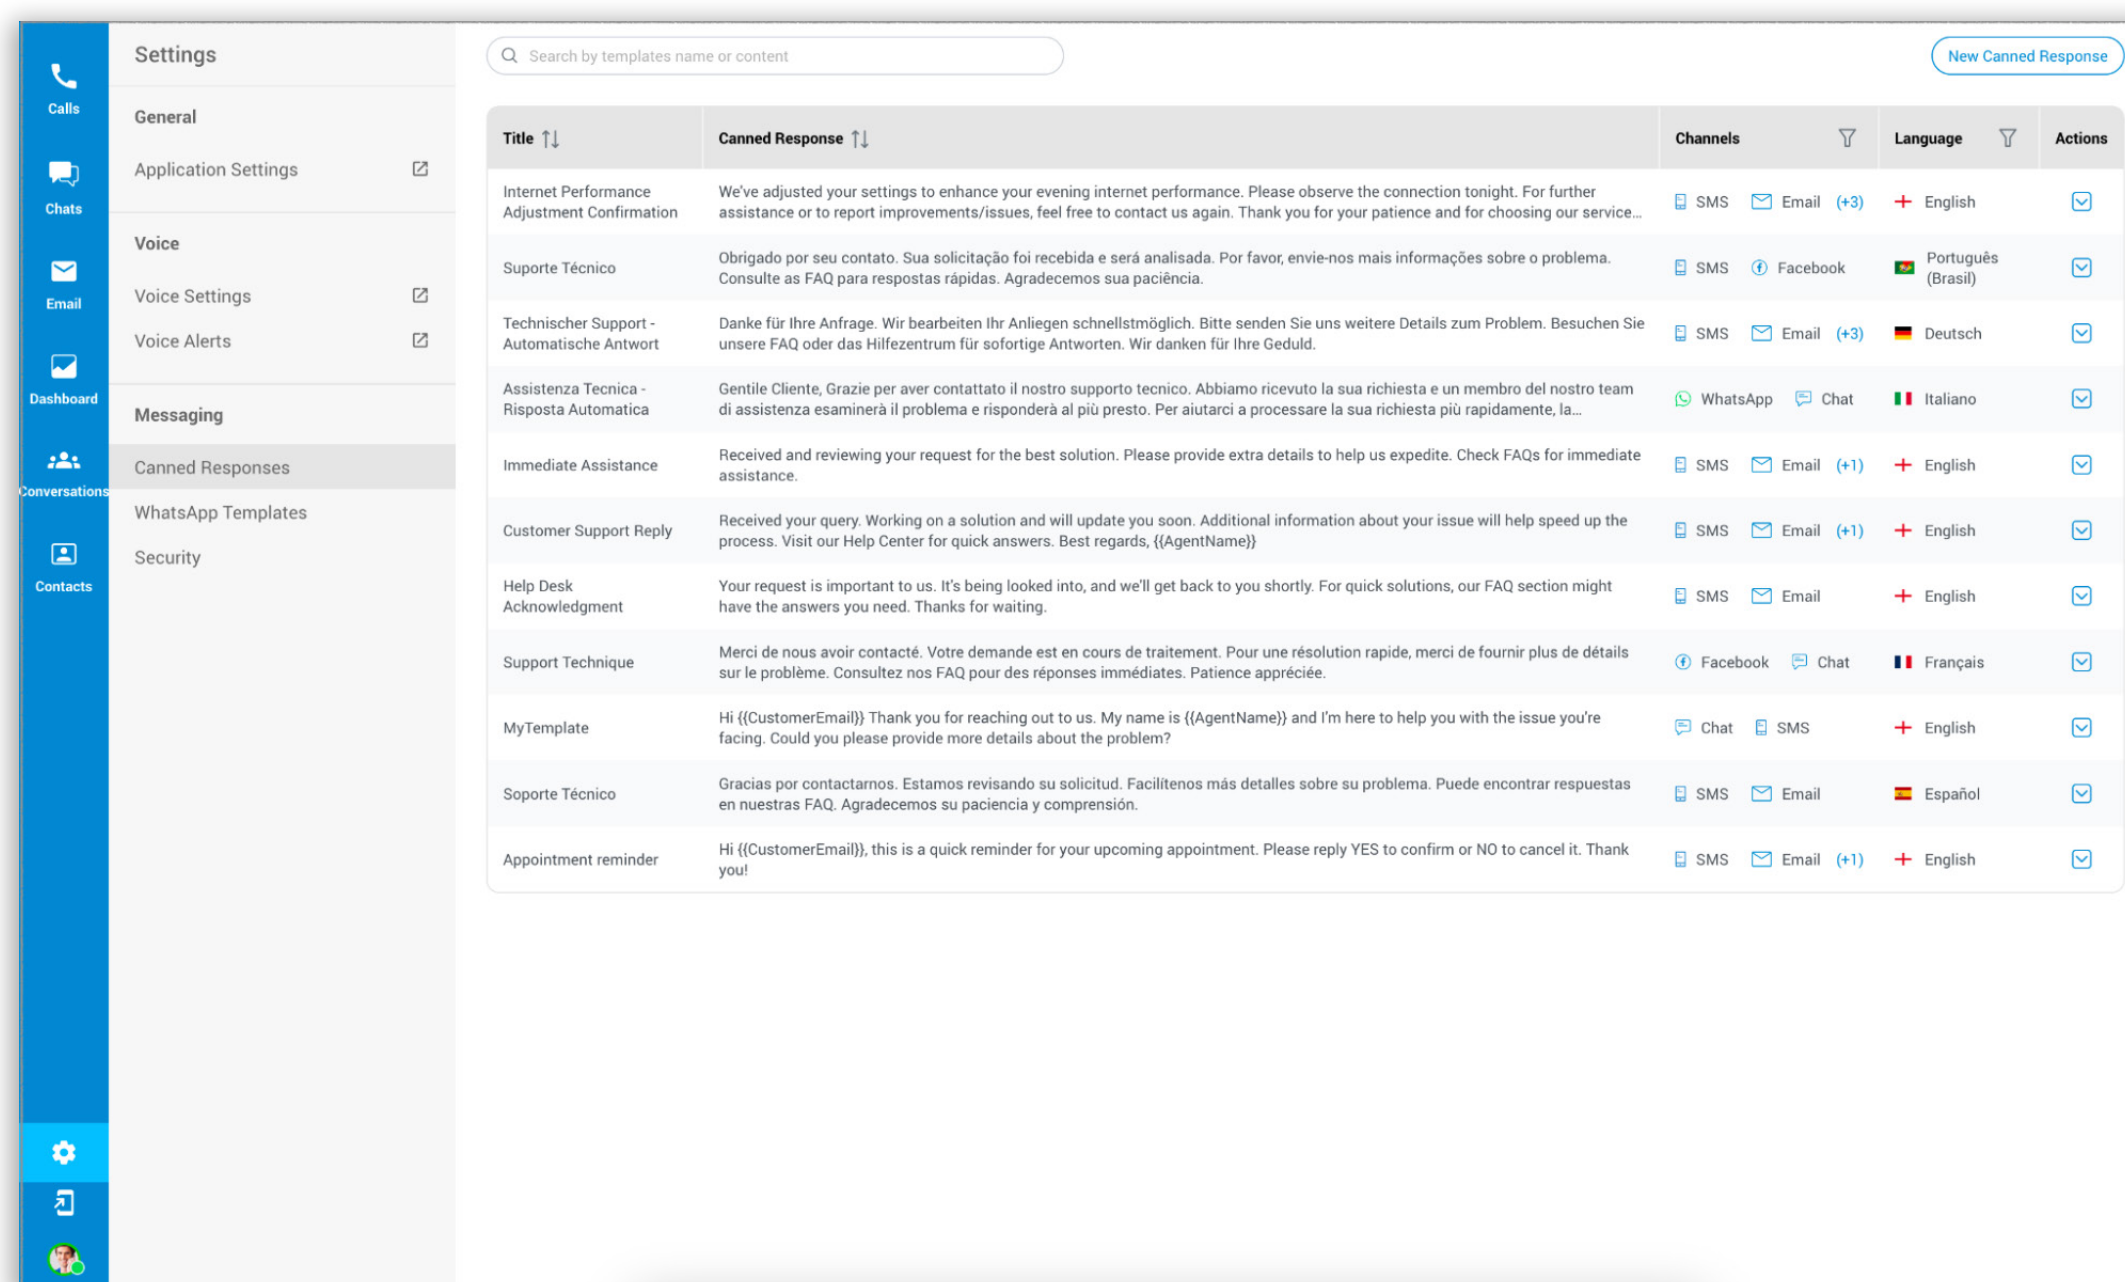 Calls
Chats
Email
Dashboard
Conversations
Contacts
Settings
General
Application Settings
Voice
Voice Settings
Voice Alerts
Messaging
Canned Responses
WhatsApp Templates
Security
Search by templates name or content
New Canned Response
Title
Canned Response
Channels
Language
Actions
Internet Performance
Adjustment Confirmation
We've adjusted your settings to enhance your evening internet performance. Please observe the connection tonight. For further
assistance or to report improvements/issues, feel free to contact us again. Thank you for your patience and for choosing our service...
SMS Email (+3)
English
Suporte Técnico
Obrigado por seu contato. Sua solicitação foi recebida e será analisada. Por favor, envie-nos mais informações sobre o problema.
Consulte as FAQ para respostas rápidas. Agradecemos sua paciência.
SMS Facebook
Português
(Brasil)
Technischer Support -
Automatische Antwort
Danke für Ihre Anfrage. Wir bearbeiten Ihr Anliegen schnellstmöglich. Bitte senden Sie uns weitere Details zum Problem. Besuchen Sie
unsere FAQ oder das Hilfezentrum für sofortige Antworten. Wir danken für Ihre Geduld.
SMS Email (+3)
Deutsch
Assistenza Tecnica -
Risposta Automatica
Gentile Cliente, Grazie per aver contattato il nostro supporto tecnico. Abbiamo ricevuto la sua richiesta e un membro del nostro team
di assistenza esaminerà il problema e risponderà al più presto. Per aiutarci a processare la sua richiesta più rapidamente, la...
WhatsApp Chat
Italiano
Immediate Assistance
Received and reviewing your request for the best solution. Please provide extra details to help us expedite. Check FAQs for immediate
assistance.
SMS Email (+1)
English
Customer Support Reply
Received your query. Working on a solution and will update you soon. Additional information about your issue will help speed up the
process. Visit our Help Center for quick answers. Best regards, {{AgentName}}
SMS Email (+1)
English
Help Desk
Acknowledgment
Your request is important to us. It's being looked into, and we'll get back to you shortly. For quick solutions, our FAQ section might
have the answers you need. Thanks for waiting.
SMS Email
English
Support Technique
Merci de nous avoir contacté. Votre demande est en cours de traitement. Pour une résolution rapide, merci de fournir plus de détails
sur le problème. Consultez nos FAQ pour des réponses immédiates. Patience appréciée.
Facebook Chat
Français
MyTemplate
Hi {{CustomerEmail}} Thank you for reaching out to us. My name is {{AgentName}} and I'm here to help you with the issue you're
facing. Could you please provide more details about the problem?
Chat SMS
English
Soporte Técnico
Gracias por contactarnos. Estamos revisando su solicitud. Facilítenos más detalles sobre su problema. Puede encontrar respuestas
en nuestras FAQ. Agradecemos su paciencia y comprensión.
SMS Email
Español
Appointment reminder
Hi {{CustomerEmail}}, this is a quick reminder for your upcoming appointment. Please reply YES to confirm or NO to cancel it. Thank
you!
SMS Email (+1)
English